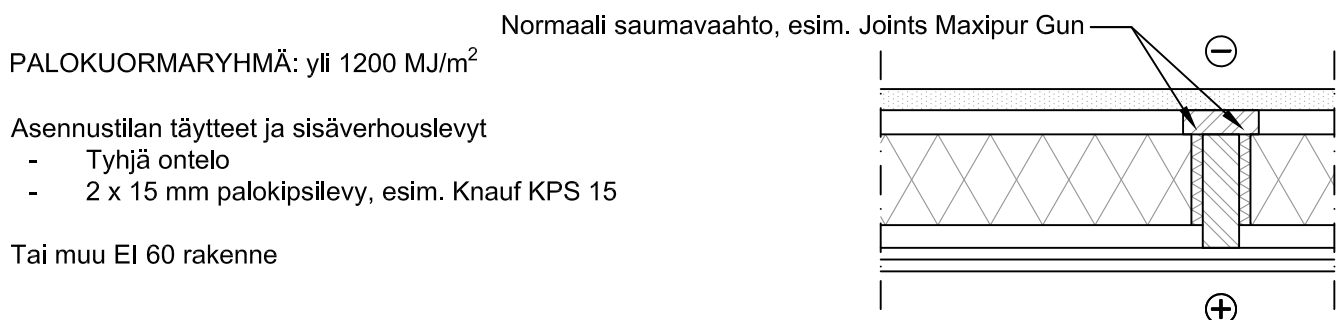 Normaali saumavaahto, esim. Joints Maxipur Gun
PALOKUORMARYHMÄ: yli 1200 MJ/m²
Asennustilan täytteet ja sisäverhouslevyt
- Tyhjä ontelo
- 2 x 15 mm palokipsilevy, esim. Knauf KPS 15
Tai muu EI 60 rakenne